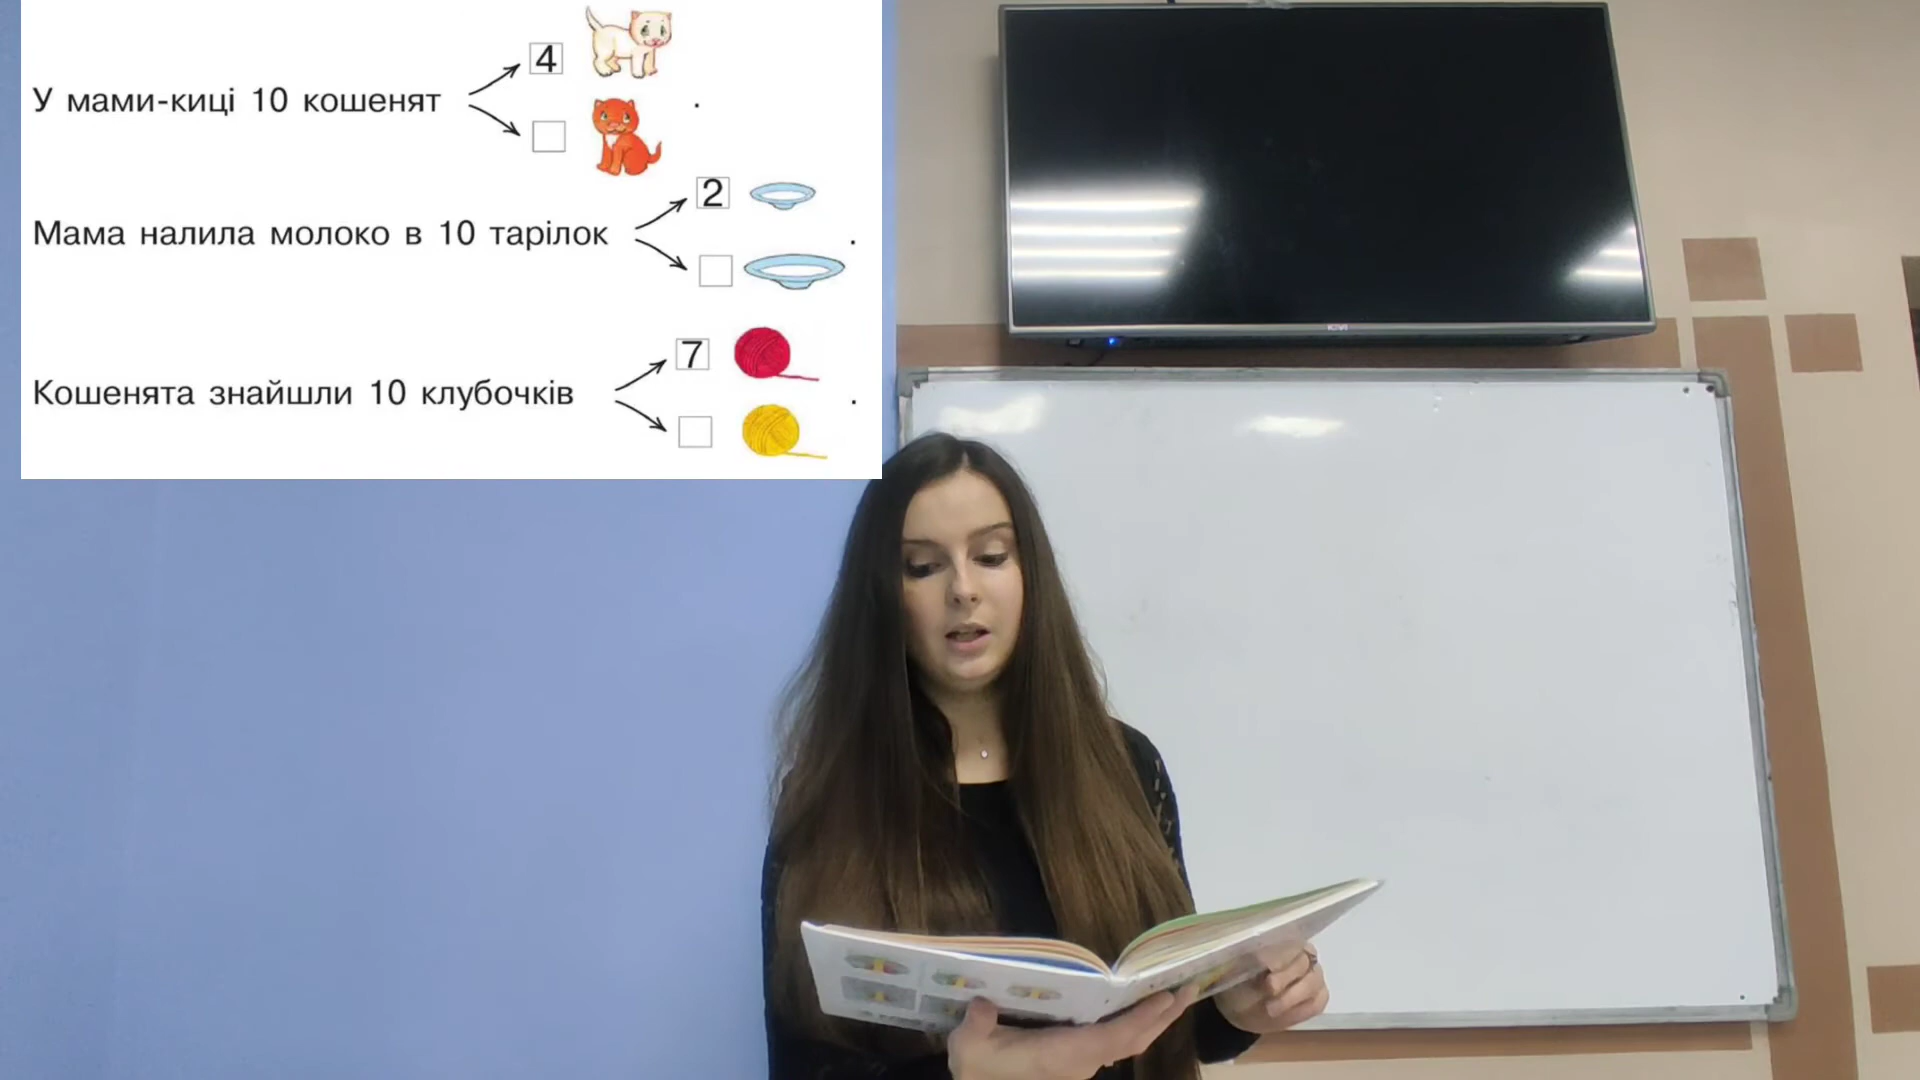 4
У мами-киці 10 кошенят .
2
Мама налила молоко в 10 тарілок .
7
Кошенята знайшли 10 клубочків .